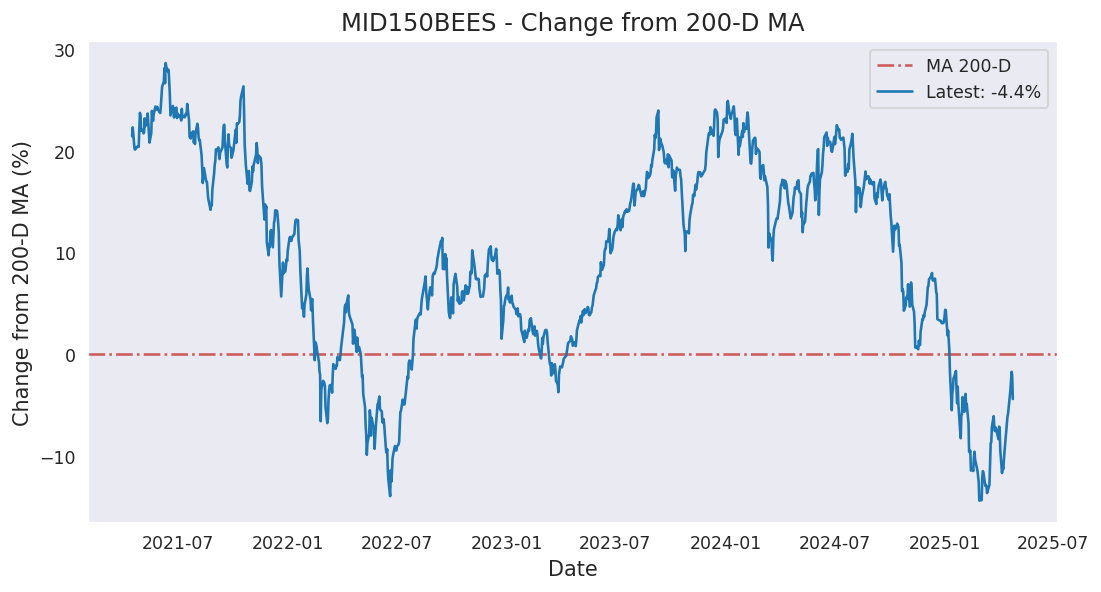 MID150BEES - Change from 200-D MA
MA 200-D
Latest: -4.4%
Change from 200-D MA (%)
30
20
10
0
−10
2021-07
2022-01
2022-07
2023-01
2023-07
2024-01
2024-07
2025-01
2025-07
Date